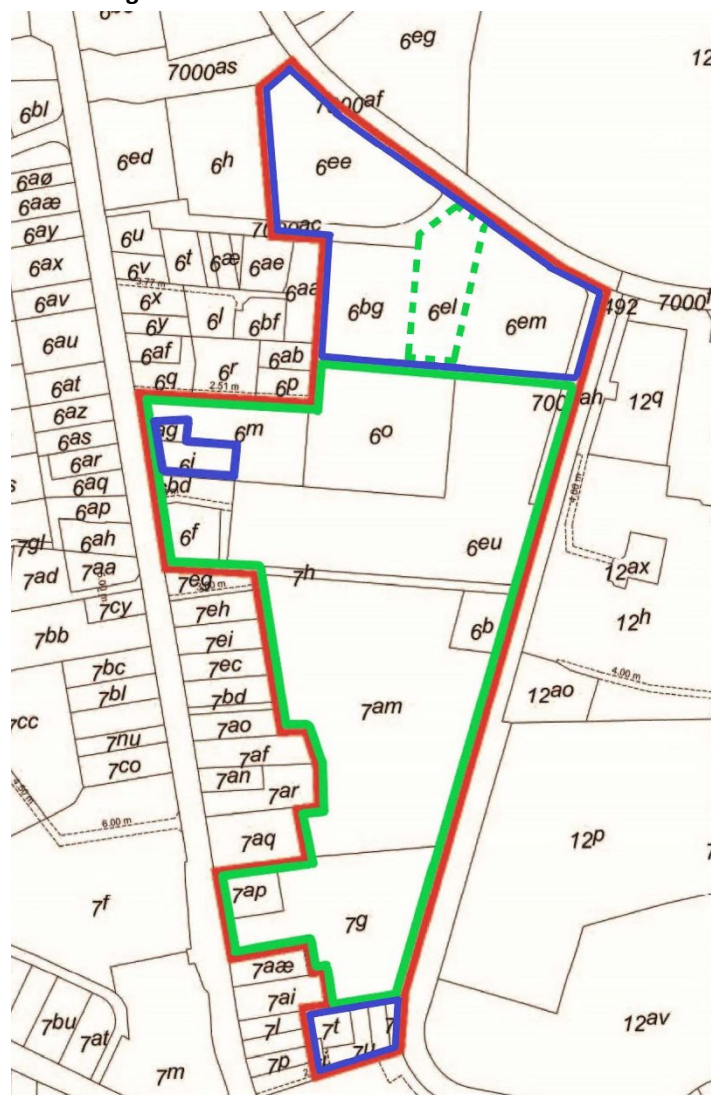 6eg
7000as
12
6bl
7000af
6ed
6h
6ee
6aø
6aæ
6ay
6u
7000ac
6t
6æ
6ae
6ax
6v
6aa
6av
6x
2.77 m
6l
6bf
6bg
6el
6em
492
7000
6y
6au
6af
6r
6ab
6at
6q
2.51 m
6p
7000ah
12q
6az
6m
6o
6as
6i
6ar
6bd
6aq
4.00 m
6ap
6f
6eu
7gl
6ah
7ad
7aa
7eg
7h
12ax
7cy
7eh
6b
12h
7bb
7ei
7bc
7ec
4.00 m
7bl
7bd
7am
12ao
7cc
7ao
7nu
7af
7co
7an
7ar
6.00 m
7aq
12p
7ap
7f
7g
7aæ
7ai
7bu
7l
7t
12av
7at
7p
7u
7m